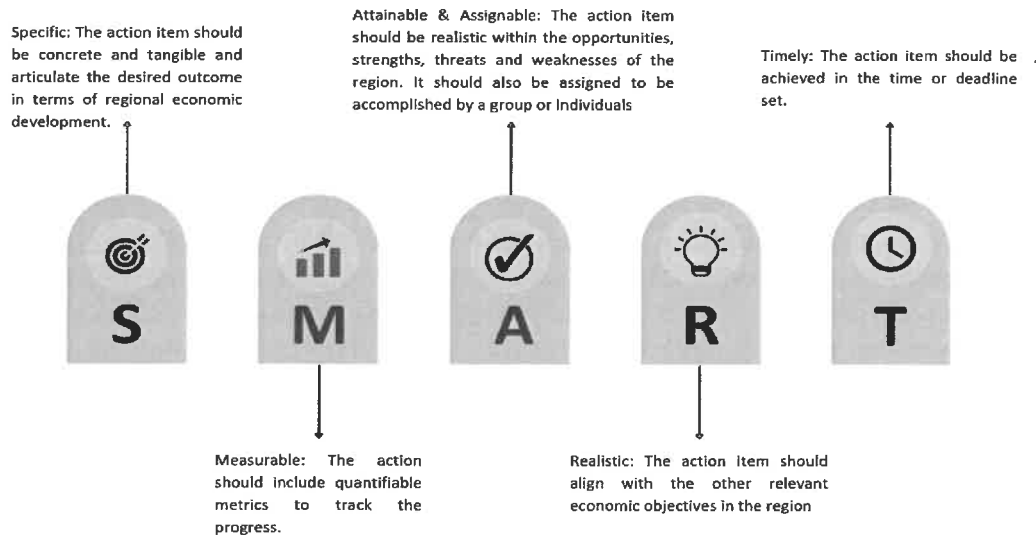 Specific: The action item should
be concrete and tangible and
articulate the desired outcome
in terms of regional economic
development.
Attainable & Assignable: The action item
should be realistic within the opportunities,
strengths, threats and weaknesses of the
region. It should also be assigned to be
accomplished by a group or individuals
Timely: The action item should be
achieved in the time or deadline
set.
S
M
A
R
T
Measurable: The action
should include quantifiable
metrics to track the
progress.
Realistic: The action item should
align with the other relevant
economic objectives in the region